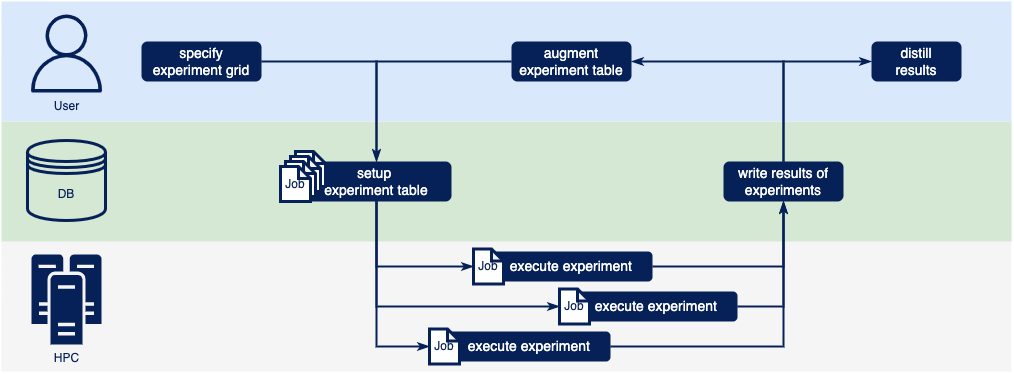 specify
experiment grid
augment
experiment table
distill
results
User
DB
Job
setup
experiment table
write results of
experiments
HPC
Job
execute experiment
Job
execute experiment
Job
execute experiment